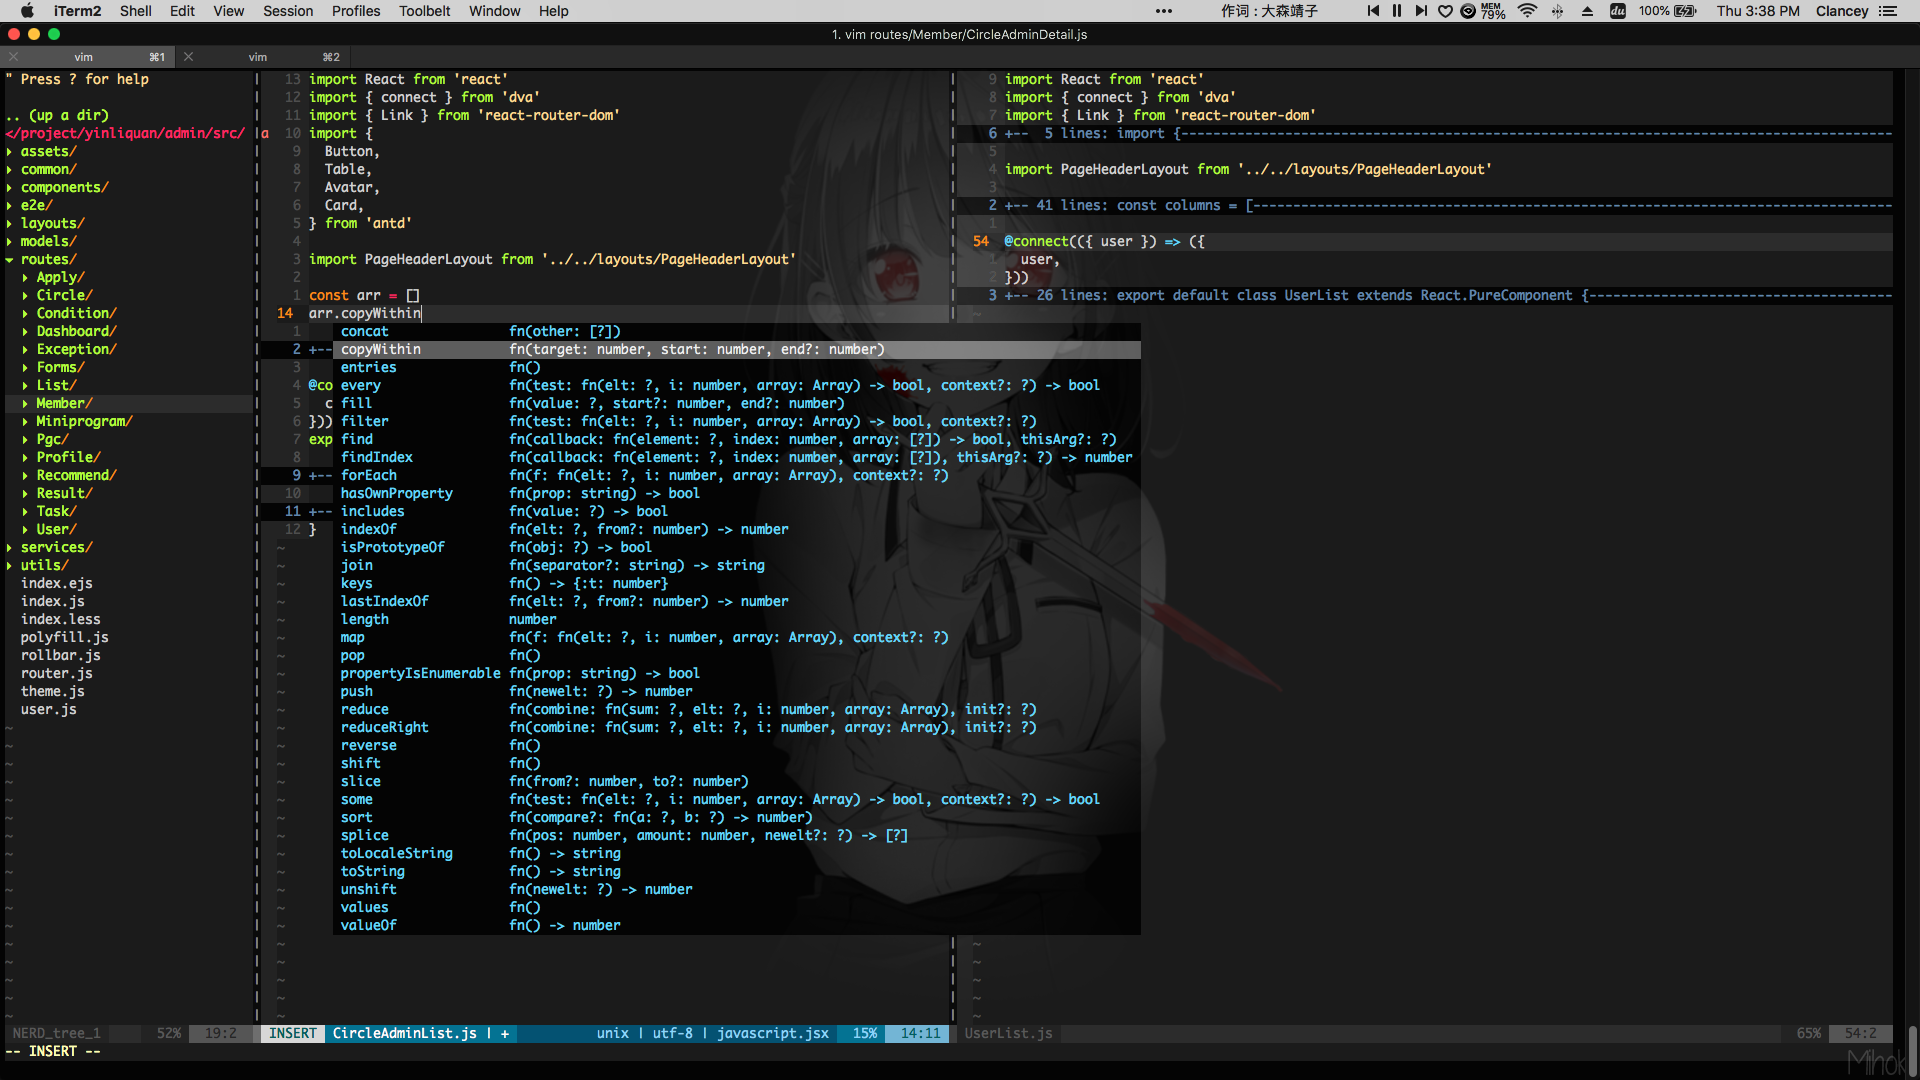 iTerm2 Shell Edit View Session Profiles Toolbelt Window Help ••• 作词 : 大森靖子 MEM 79% du 100% Thu 3:38 PM Clancey
1. vim routes/Member/CircleAdminDetail.js
vim ⌘1 vim ⌘2
" Press ? for help
.. (up a dir)
</project/yinliquan/admin/src/
▸ assets/
▸ common/
▸ components/
▸ e2e/
▸ layouts/
▸ models/
▾ routes/
▸ Apply/
▸ Circle/
▸ Condition/
▸ Dashboard/
▸ Exception/
▸ Forms/
▸ List/
▸ Member/
▸ Miniprogram/
▸ Pgc/
▸ Profile/
▸ Recommend/
▸ Result/
▸ Task/
▸ User/
▸ services/
▸ utils/
index.ejs
index.js
index.less
polyfill.js
rollbar.js
router.js
theme.js
user.js
13 import React from 'react'
12 import { connect } from 'dva'
11 import { Link } from 'react-router-dom'
a 10 import {
9 Button,
8 Table,
7 Avatar,
6 Card,
5 } from 'antd'
4
3 import PageHeaderLayout from '../../layouts/PageHeaderLayout'
2
1 const arr = []
14 arr.copyWithin
1 concat fn(other: [?])
2 +-- copyWithin fn(target: number, start: number, end?: number)
3 entries fn()
4 @co every fn(test: fn(elt: ?, i: number, array: Array) -> bool, context?: ?) -> bool
5 c fill fn(value: ?, start?: number, end?: number)
6 })) filter fn(test: fn(elt: ?, i: number, array: Array) -> bool, context?: ?)
7 exp find fn(callback: fn(element: ?, index: number, array: [?]) -> bool, thisArg?: ?)
8 findIndex fn(callback: fn(element: ?, index: number, array: [?]), thisArg?: ?) -> number
9 +-- forEach fn(f: fn(elt: ?, i: number, array: Array), context?: ?)
10 hasOwnProperty fn(prop: string) -> bool
11 +-- includes fn(value: ?) -> bool
12 } indexOf fn(elt: ?, from?: number) -> number
~ isPrototypeOf fn(obj: ?) -> bool
~ join fn(separator?: string) -> string
~ keys fn() -> {:t: number}
~ lastIndexOf fn(elt: ?, from?: number) -> number
~ length number
~ map fn(f: fn(elt: ?, i: number, array: Array), context?: ?)
~ pop fn()
~ propertyIsEnumerable fn(prop: string) -> bool
~ push fn(newelt: ?) -> number
~ reduce fn(combine: fn(sum: ?, elt: ?, i: number, array: Array), init?: ?)
~ reduceRight fn(combine: fn(sum: ?, elt: ?, i: number, array: Array), init?: ?)
~ reverse fn()
~ shift fn()
~ slice fn(from?: number, to?: number)
~ some fn(test: fn(elt: ?, i: number, array: Array) -> bool, context?: ?) -> bool
~ sort fn(compare?: fn(a: ?, b: ?) -> number)
~ splice fn(pos: number, amount: number, newelt?: ?) -> [?]
~ toLocaleString fn() -> string
~ toString fn() -> string
~ unshift fn(newelt: ?) -> number
~ values fn()
~ valueOf fn() -> number
9 import React from 'react'
8 import { connect } from 'dva'
7 import { Link } from 'react-router-dom'
6 +-- 5 lines: import {-----------------------------------------------------------------------------------------
5
4 import PageHeaderLayout from '../../layouts/PageHeaderLayout'
3
2 +-- 41 lines: const columns = [--------------------------------------------------------------------------------
1
54 @connect(({ user }) => ({
1 user,
2 }))
3 +-- 26 lines: export default class UserList extends React.PureComponent {--------------------------------------
NERD_tree_1 52% 19:2 INSERT CircleAdminList.js | + unix | utf-8 | javascript.jsx 15% 14:11 UserList.js 65% 54:2
-- INSERT --
Mihok